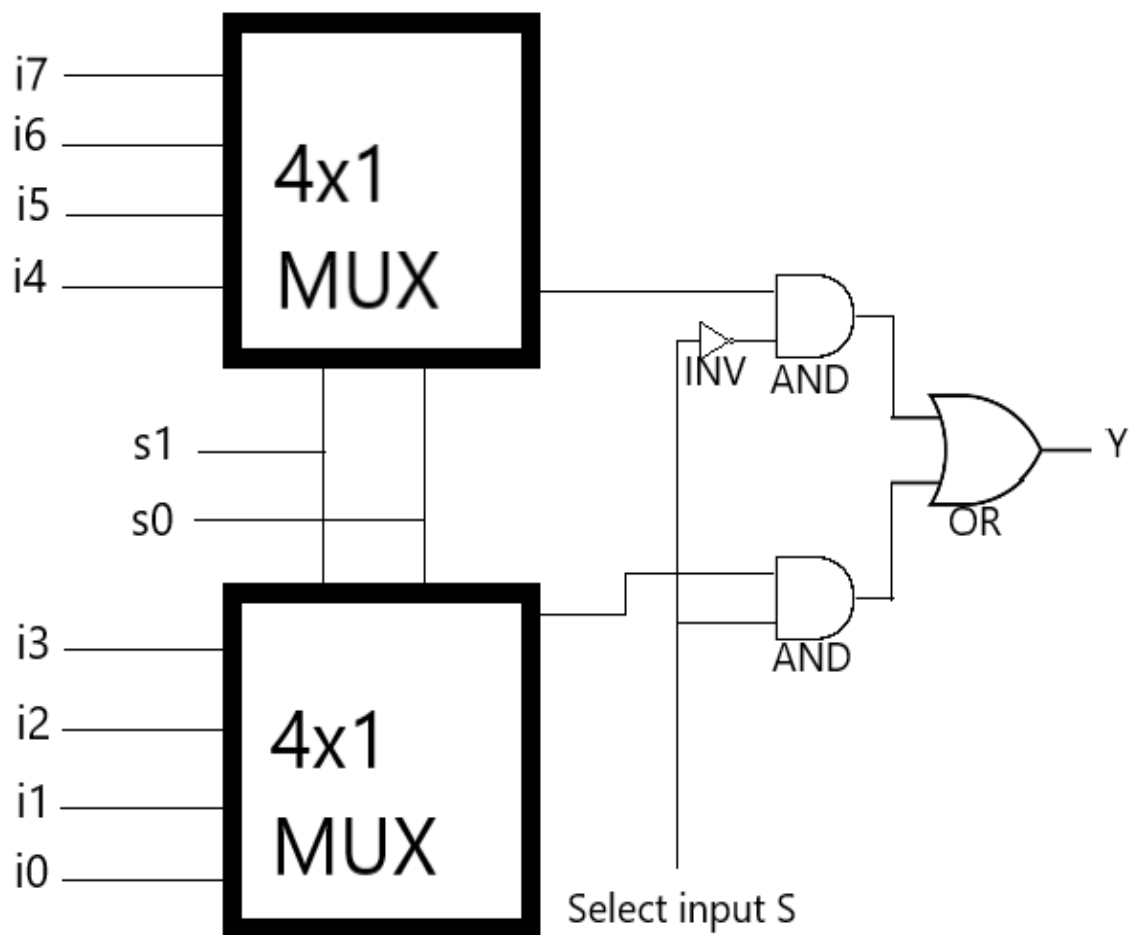 i7
i6
i5
i4
4x1
MUX
INV
AND
s1
s0
Y
OR
AND
i3
i2
i1
i0
4x1
MUX
Select input S